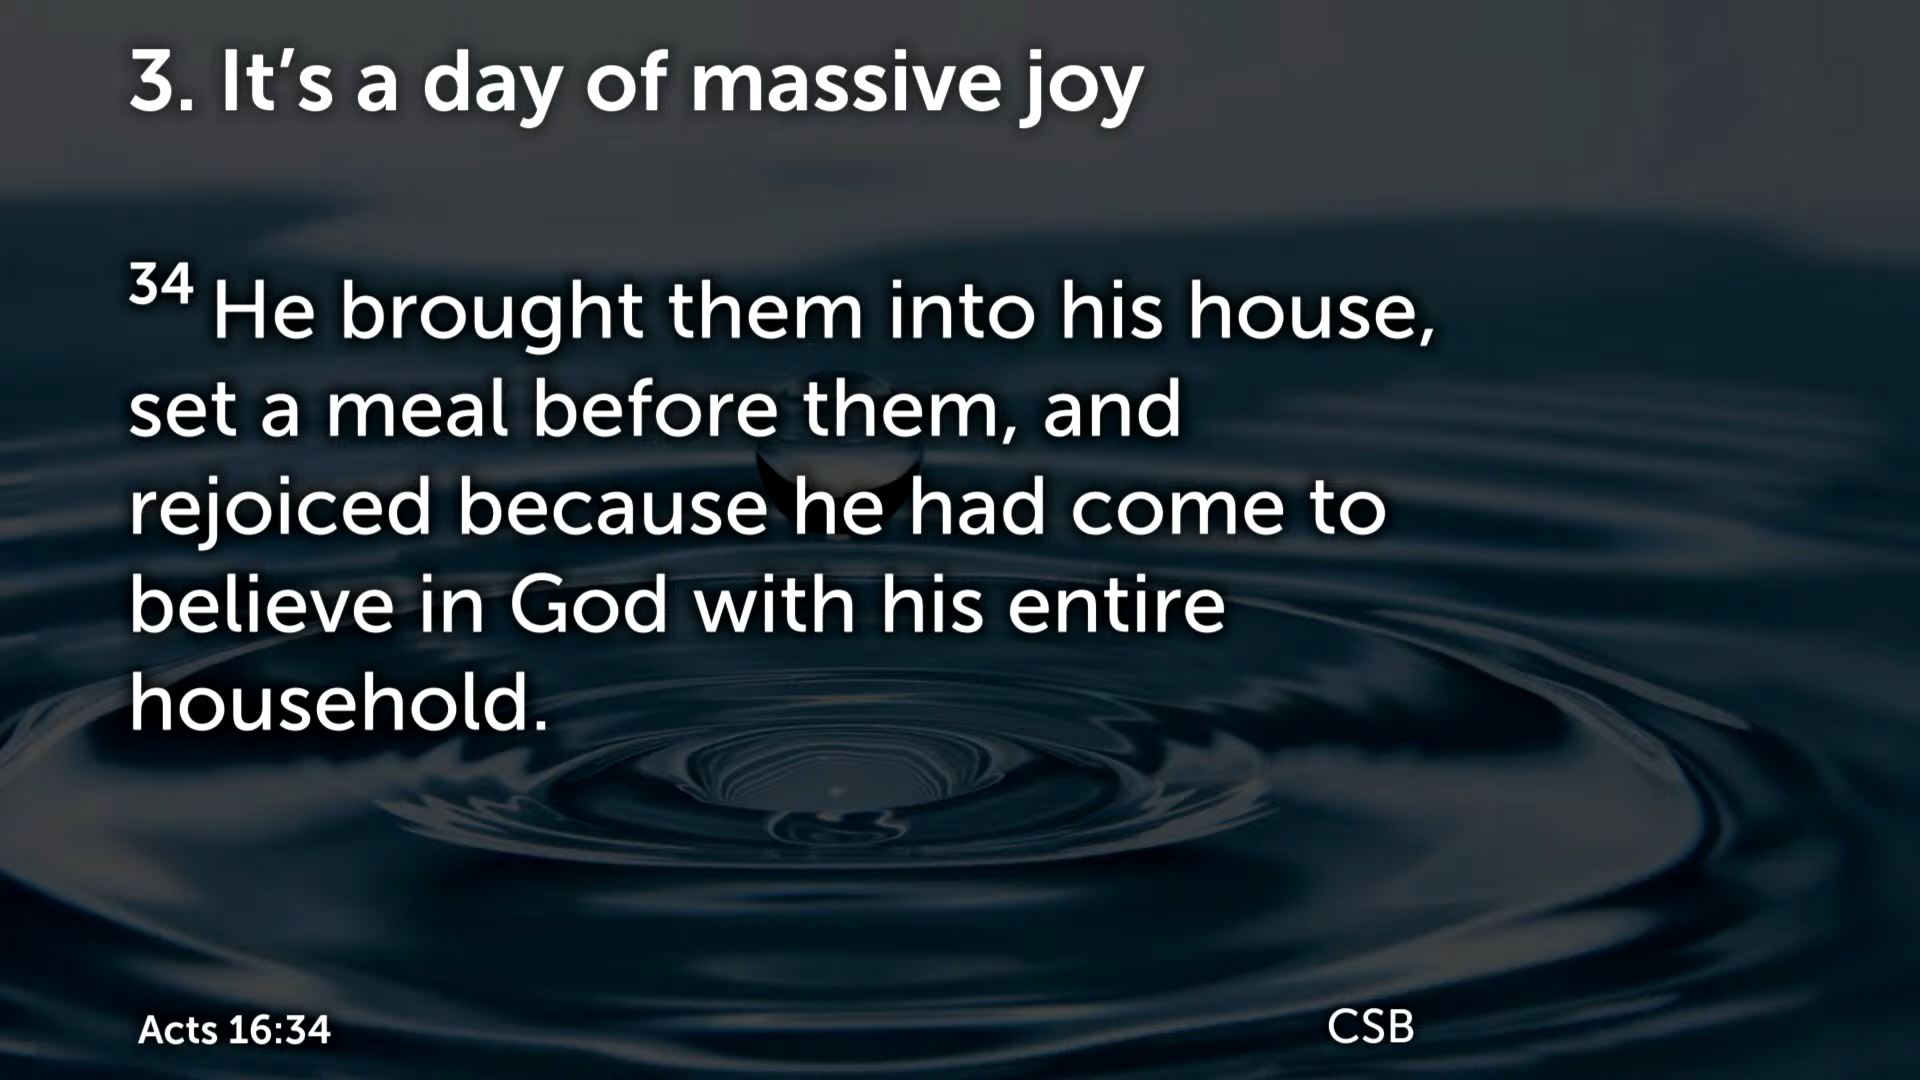 3. It’s a day of massive joy
34 He brought them into his house,
set a meal before them, and
rejoiced because he had come to
believe in God with his entire
household.
Acts 16:34
CSB